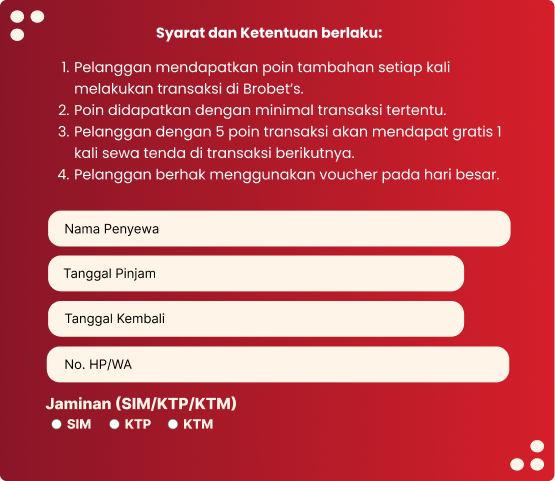 Syarat dan Ketentuan berlaku:
1. Pelanggan mendapatkan poin tambahan setiap kali
melakukan transaksi di Brobet’s.
2. Poin didapatkan dengan minimal transaksi tertentu.
3. Pelanggan dengan 5 poin transaksi akan mendapat gratis 1
kali sewa tenda di transaksi berikutnya.
4. Pelanggan berhak menggunakan voucher pada hari besar.
Nama Penyewa
Tanggal Pinjam
Tanggal Kembali
No. HP/WA
Jaminan (SIM/KTP/KTM)
SIM KTP KTM